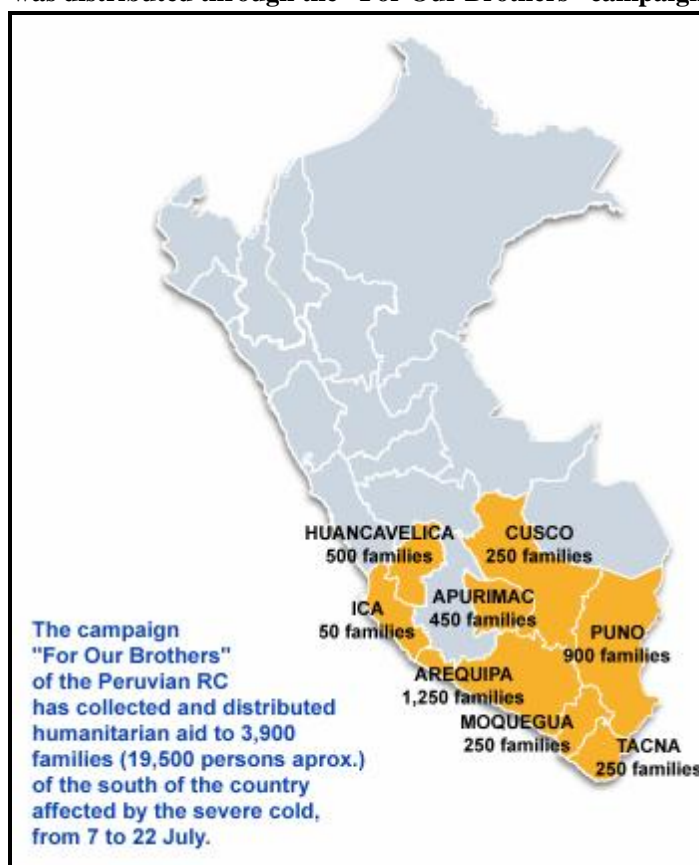 was distributed through the "For Our Brothers" campaign
HUANCAVELICA
500 families
CUSCO
250 families
APURIMAC
450 families
ICA
50 families
PUNO
900 families
AREQUIPA
1,250 families
MOQUEGUA
250 families
TACNA
250 families
The campaign
"For Our Brothers"
of the Peruvian RC
has collected and distributed
humanitarian aid to 3,900
families (19,500 persons aprox.)
of the south of the country
affected by the severe cold,
from 7 to 22 July.